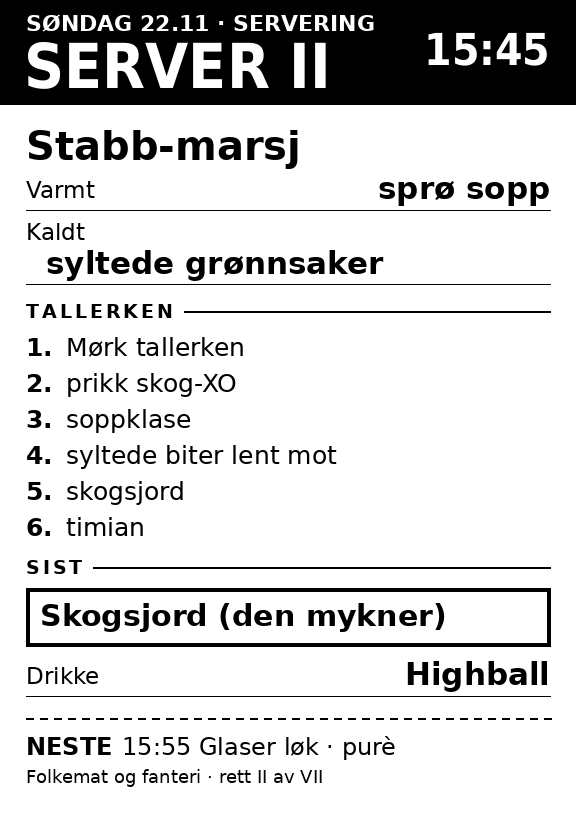 SØNDAG 22.11 · SERVERING
SERVER II
15:45
Stabb-marsj
Varmt sprø sopp
Kaldt
syltede grønnsaker
TALLERKEN
1. Mørk tallerken
2. prikk skog-XO
3. soppklase
4. syltede biter lent mot
5. skogsjord
6. timian
SIST
Skogsjord (den mykner)
Drikke Highball
NESTE 15:55 Glaser løk · purè
Folkemat og fanteri · rett II av VII